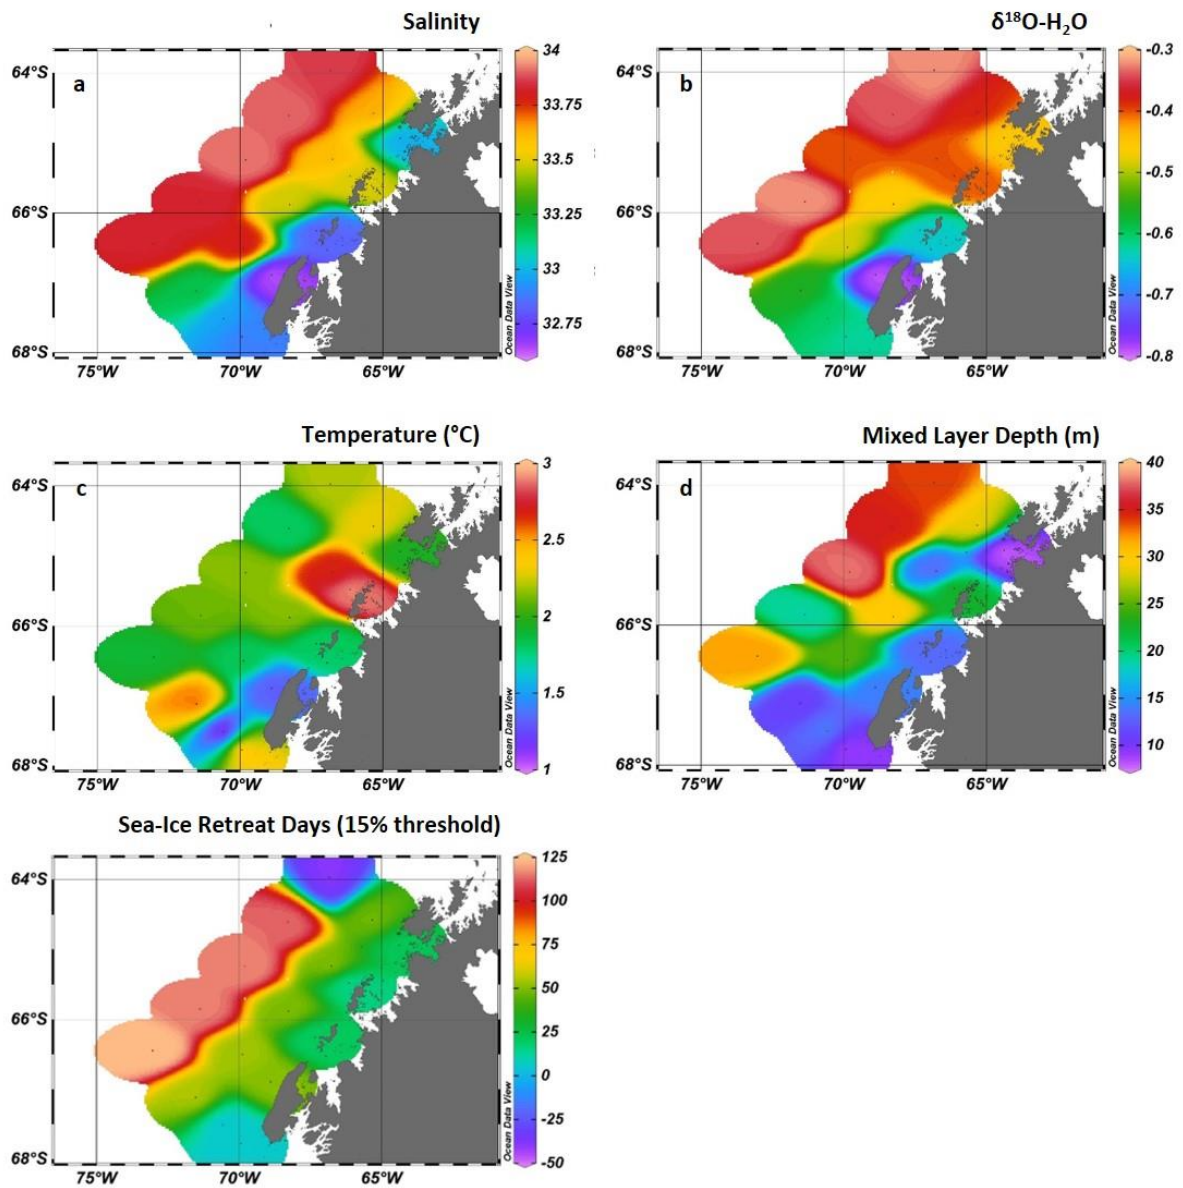 Salinity
a
64°S
66°S
68°S
75°W 70°W 65°W
34
33.75
33.5
33.25
33
32.75
Ocean Data View
δ¹⁸O-H₂O
b
64°S
66°S
68°S
75°W 70°W 65°W
-0.3
-0.4
-0.5
-0.6
-0.7
-0.8
Ocean Data View
Temperature (°C)
c
64°S
66°S
68°S
75°W 70°W 65°W
3
2.5
2
1.5
1
Ocean Data View
Mixed Layer Depth (m)
d
64°S
66°S
68°S
75°W 70°W 65°W
40
35
30
25
20
15
10
Ocean Data View
Sea-Ice Retreat Days (15% threshold)
64°S
66°S
68°S
75°W 70°W 65°W
125
100
75
50
25
0
-25
-50
Ocean Data View